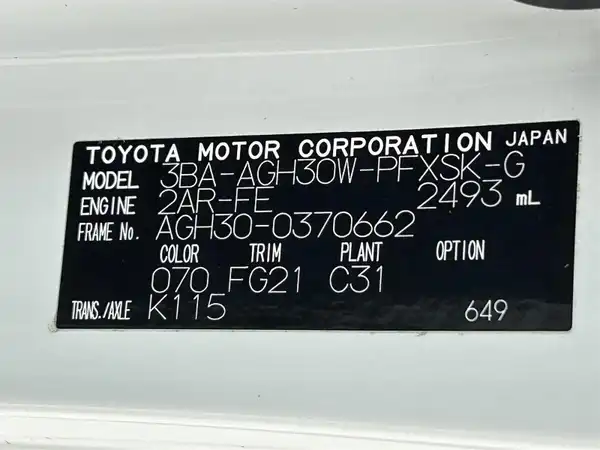 TOYOTA MOTOR CORPORATION JAPAN
MODEL 3BA-AGH30W-PFXSK-G
ENGINE 2AR-FE 2493 mL
FRAME No. AGH30-0370662
COLOR TRIM PLANT OPTION
070 FG21 C31
TRANS./AXLE K115 649